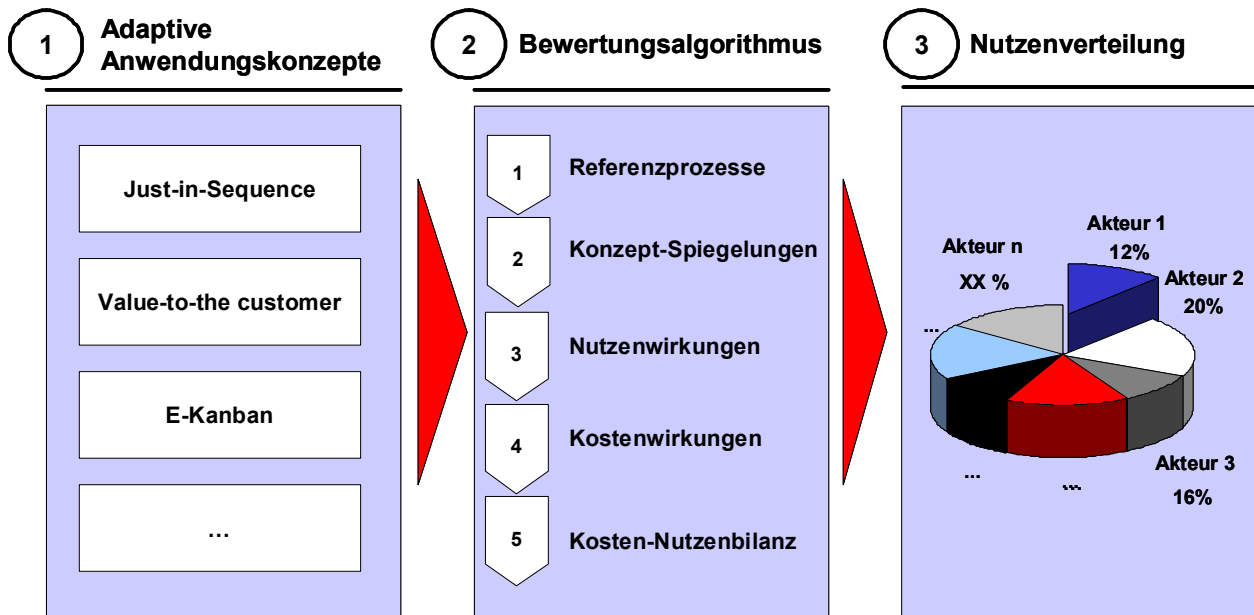 1
Adaptive
Anwendungskonzepte
Just-in-Sequence
Value-to-the customer
E-Kanban
...
2
Bewertungsalgorithmus
1
Referenzprozesse
2
Konzept-Spiegelungen
3
Nutzenwirkungen
4
Kostenwirkungen
5
Kosten-Nutzenbilanz
3
Nutzenverteilung
Akteur 1
12%
Akteur 2
20%
Akteur 3
16%
...
...
...
Akteur n
XX %